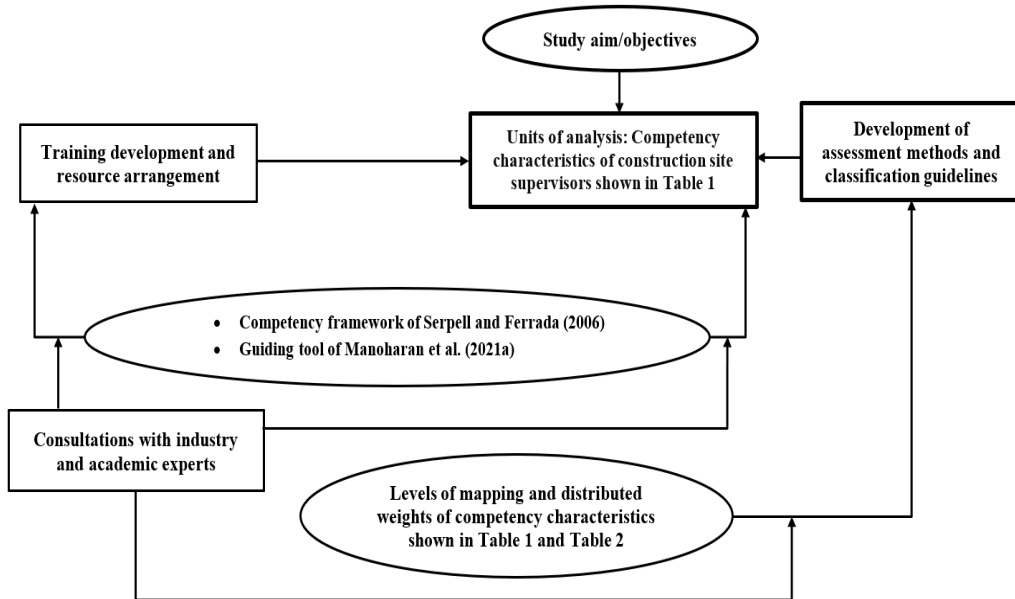 Study aim/objectives
Training development and
resource arrangement
Units of analysis: Competency
characteristics of construction site
supervisors shown in Table 1
Development of
assessment methods and
classification guidelines
• Competency framework of Serpell and Ferrada (2006)
• Guiding tool of Manoharan et al. (2021a)
Consultations with industry
and academic experts
Levels of mapping and distributed
weights of competency characteristics
shown in Table 1 and Table 2